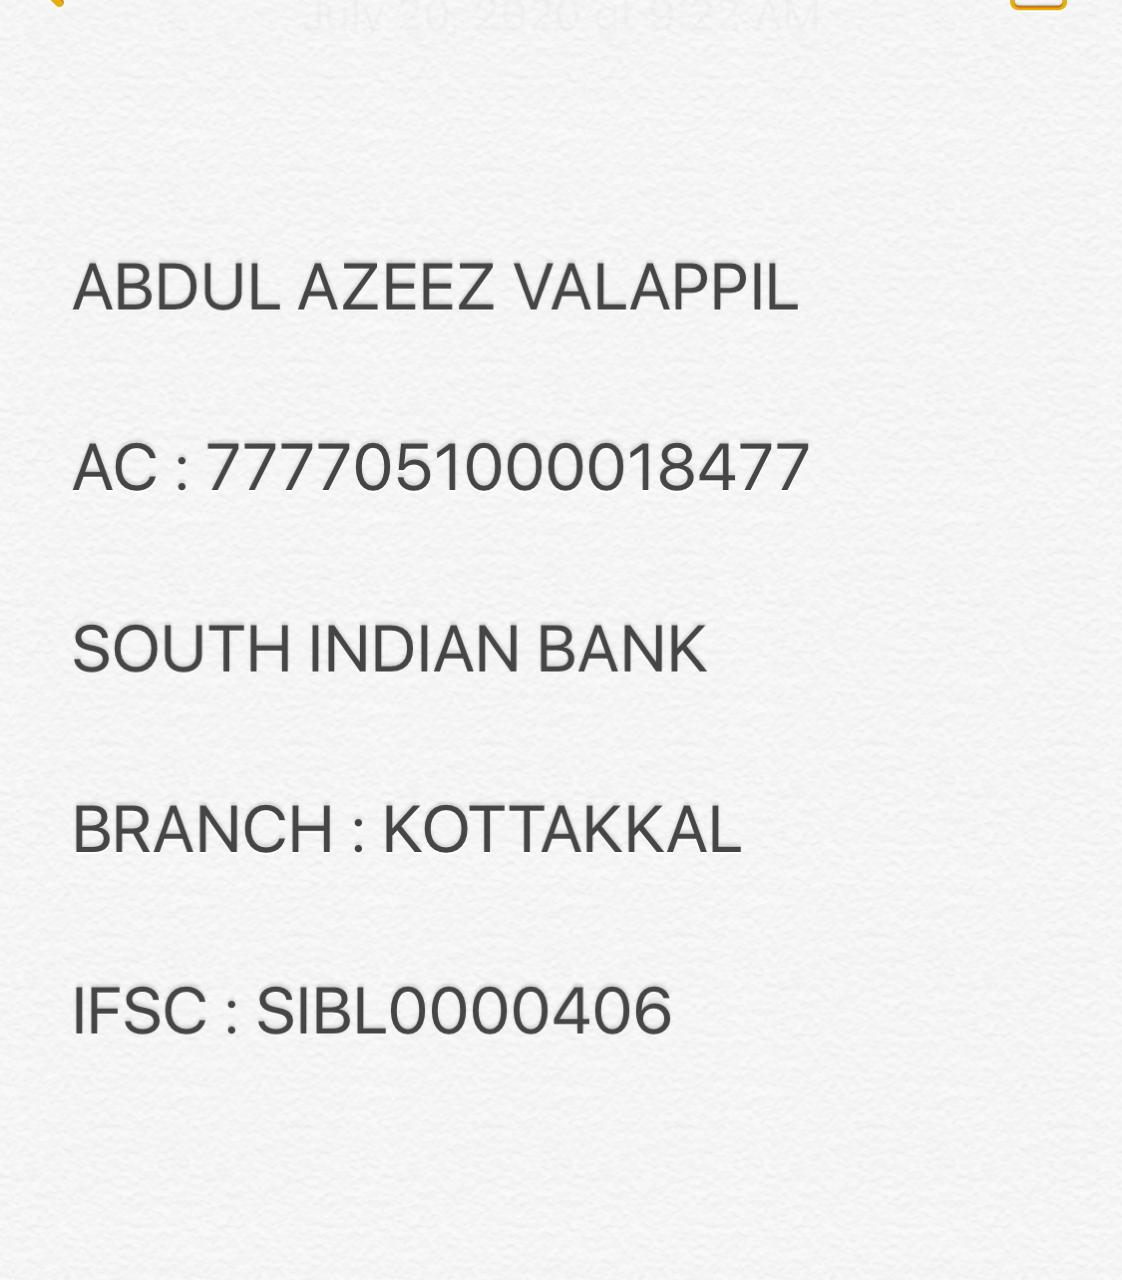 ABDUL AZEEZ VALAPPIL
AC : 7777051000018477
SOUTH INDIAN BANK
BRANCH : KOTTAKKAL
IFSC : SIBL0000406